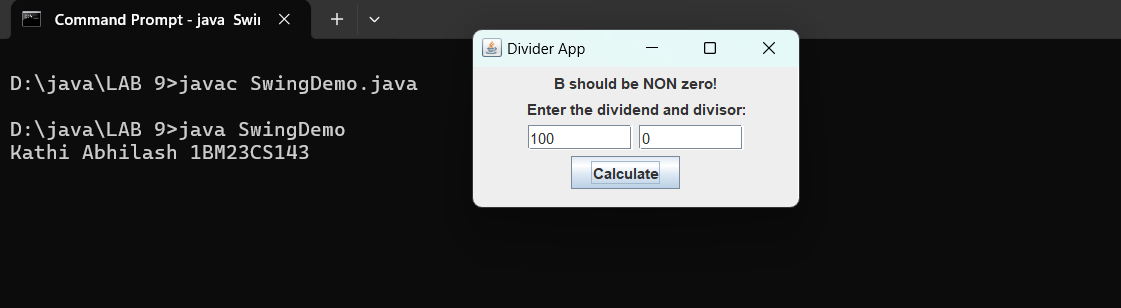 Command Prompt - java Swi
D:\java\LAB 9>javac SwingDemo.java
D:\java\LAB 9>java SwingDemo
Kathi Abhilash 1BM23CS143
Divider App
B should be NON zero!
Enter the dividend and divisor:
100 0
Calculate